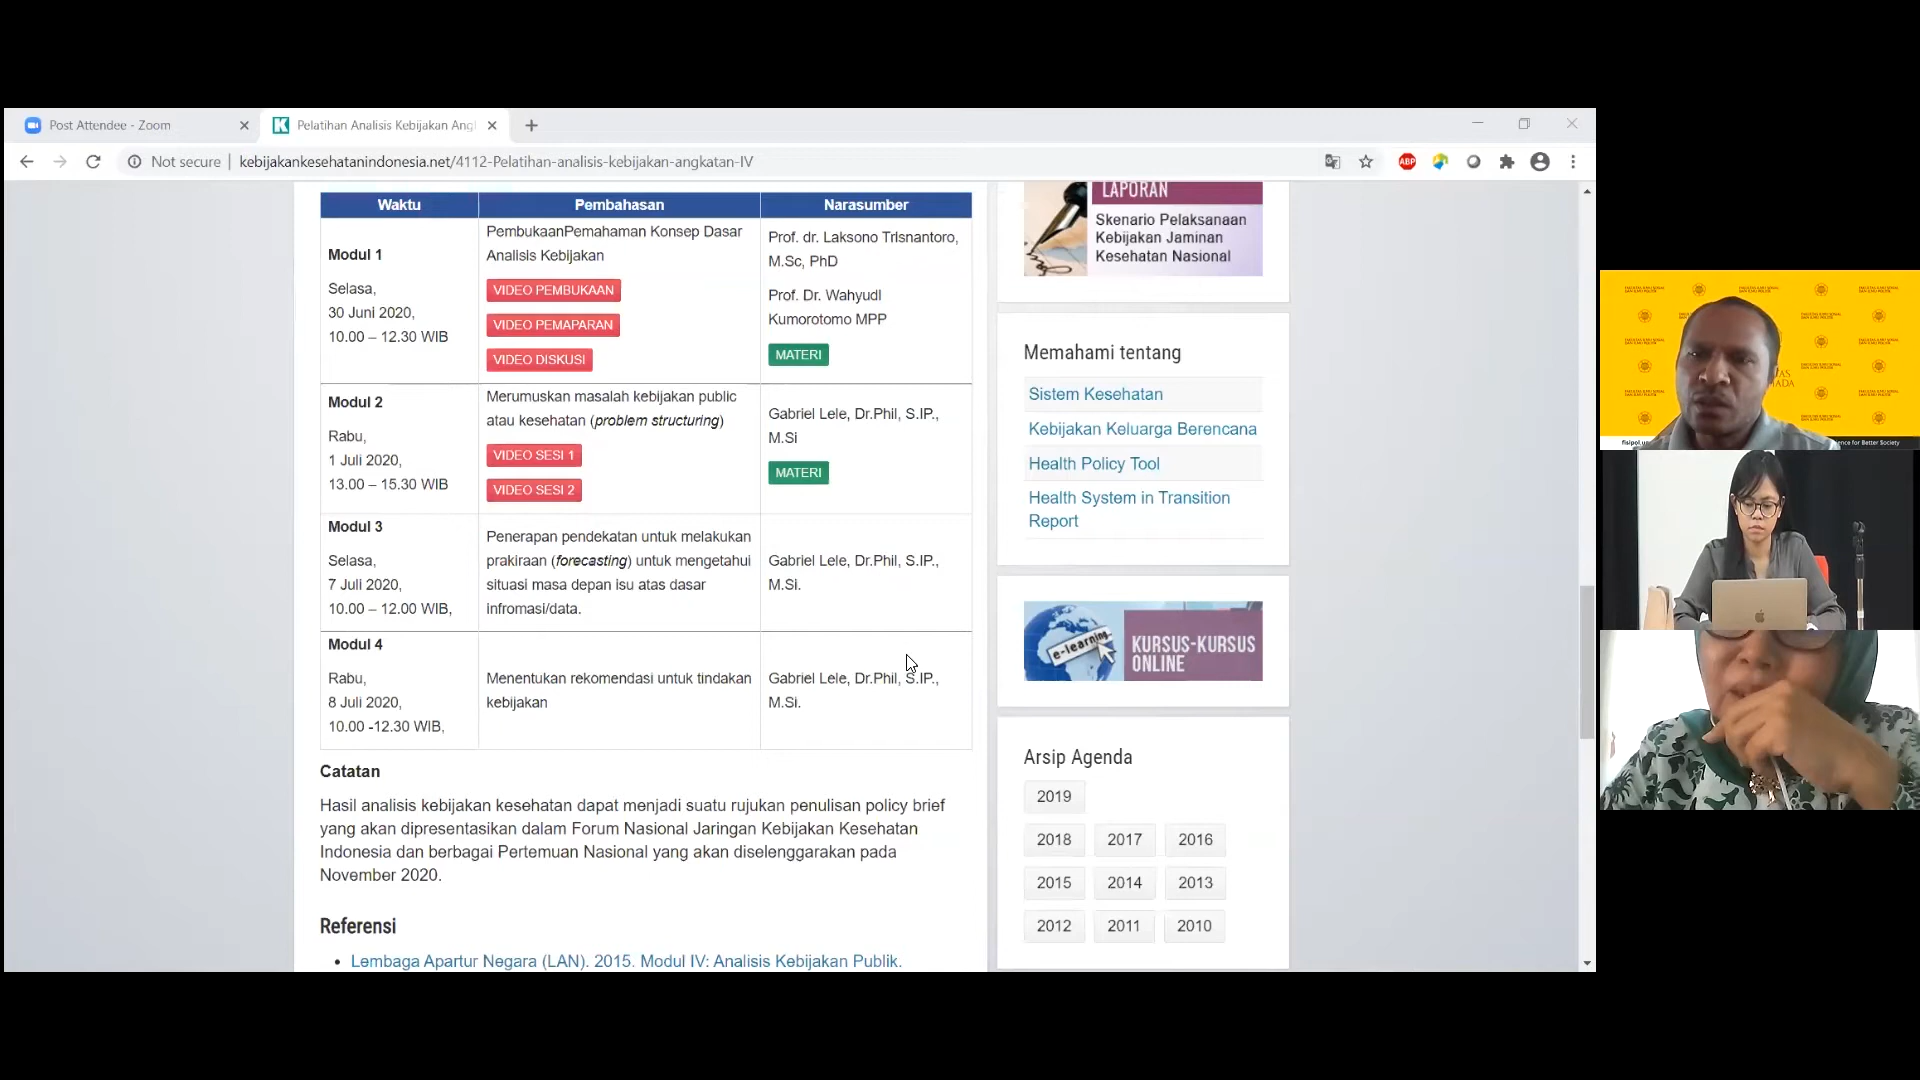 Post Attendee - Zoom
Pelatihan Analisis Kebijakan Ang
Not secure | kebijakankesehatanindonesia.net/4112-Pelatihan-analisis-kebijakan-angkatan-IV
ABP
Waktu
Pembahasan
Narasumber
Modul 1
Selasa,
30 Juni 2020,
10.00 – 12.30 WIB
PembukaanPemahaman Konsep Dasar
Analisis Kebijakan
VIDEO PEMBUKAAN
VIDEO PEMAPARAN
VIDEO DISKUSI
Prof. dr. Laksono TrIsnantoro,
M.Sc, PhD
Prof. Dr. WahyudI
Kumorotomo MPP
MATERI
Modul 2
Rabu,
1 Juli 2020,
13.00 – 15.30 WIB
Merumuskan masalah kebijakan public
atau kesehatan (problem structuring)
VIDEO SESI 1
VIDEO SESI 2
Gabriel Lele, Dr.Phil, S.IP.,
M.Si
MATERI
Modul 3
Selasa,
7 Juli 2020,
10.00 – 12.00 WIB,
Penerapan pendekatan untuk melakukan
prakiraan (forecasting) untuk mengetahui
situasi masa depan isu atas dasar
infromasi/data.
Gabriel Lele, Dr.Phil, S.IP.,
M.Si.
Modul 4
Rabu,
8 Juli 2020,
10.00 -12.30 WIB,
Menentukan rekomendasi untuk tindakan
kebijakan
Gabriel Lele, Dr.Phil, S.IP.,
M.Si.
Catatan
Hasil analisis kebijakan kesehatan dapat menjadi suatu rujukan penulisan policy brief
yang akan dipresentasikan dalam Forum Nasional Jaringan Kebijakan Kesehatan
Indonesia dan berbagai Pertemuan Nasional yang akan diselenggarakan pada
November 2020.
Referensi
• Lembaga Apartur Negara (LAN). 2015. Modul IV: Analisis Kebijakan Publik.
LAPORAN
Skenario Pelaksanaan
Kebijakan Jaminan
Kesehatan Nasional
Memahami tentang
Sistem Kesehatan
Kebijakan Keluarga Berencana
Health Policy Tool
Health System in Transition
Report
e-learning
KURSUS-KURSUS
ONLINE
Arsip Agenda
2019
2018 2017 2016
2015 2014 2013
2012 2011 2010